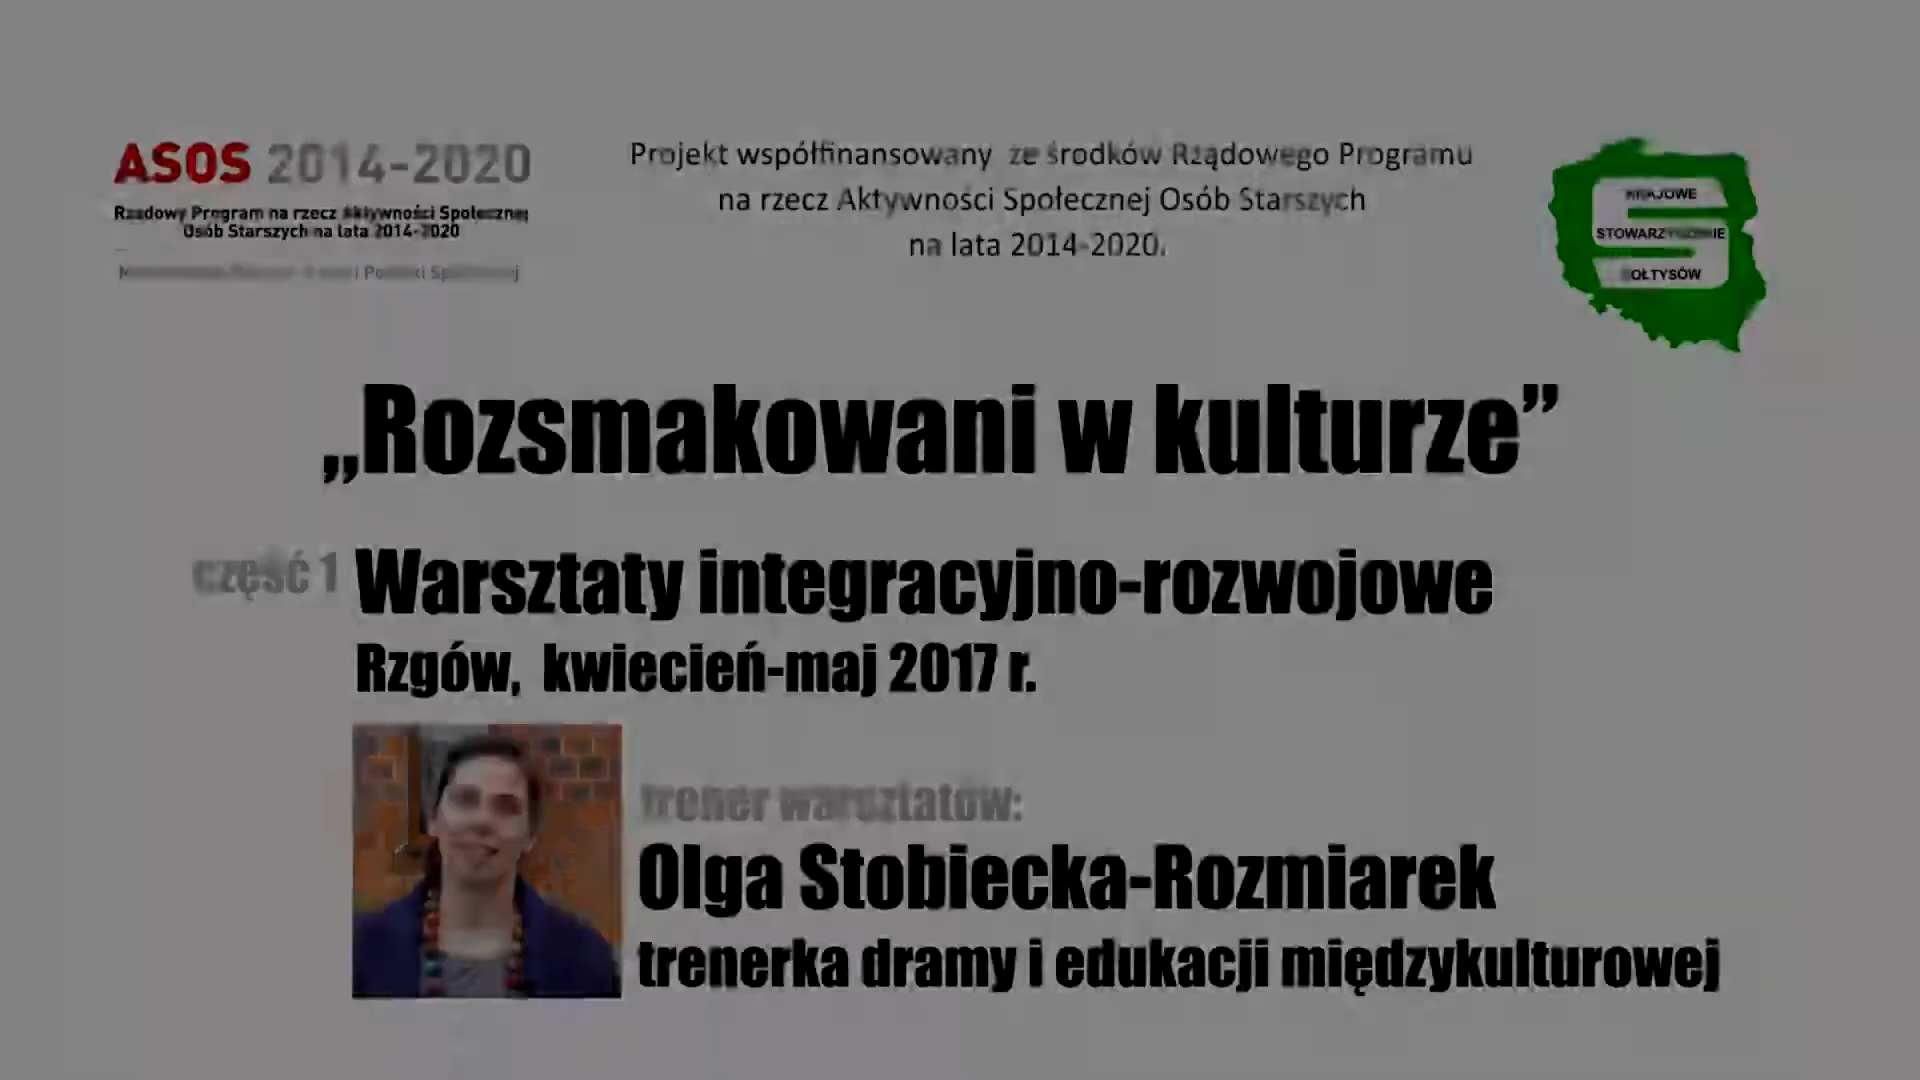 ASOS 2014-2020
Rządowy Program na rzecz Aktywności Społecznej
Osób Starszych na lata 2014-2020
Projekt współfinansowany ze środków Rządowego Programu
na rzecz Aktywności Społecznej Osób Starszych
na lata 2014-2020.
KRAJOWE
STOWARZYSZENIE
SOŁTYSÓW
„Rozsmakowani w kulturze”
część 1 Warsztaty integracyjno-rozwojowe
Rzgów, kwiecień-maj 2017 r.
trener warsztatów:
Olga Stobiecka-Rozmiarek
trenerka dramy i edukacji międzykulturowej